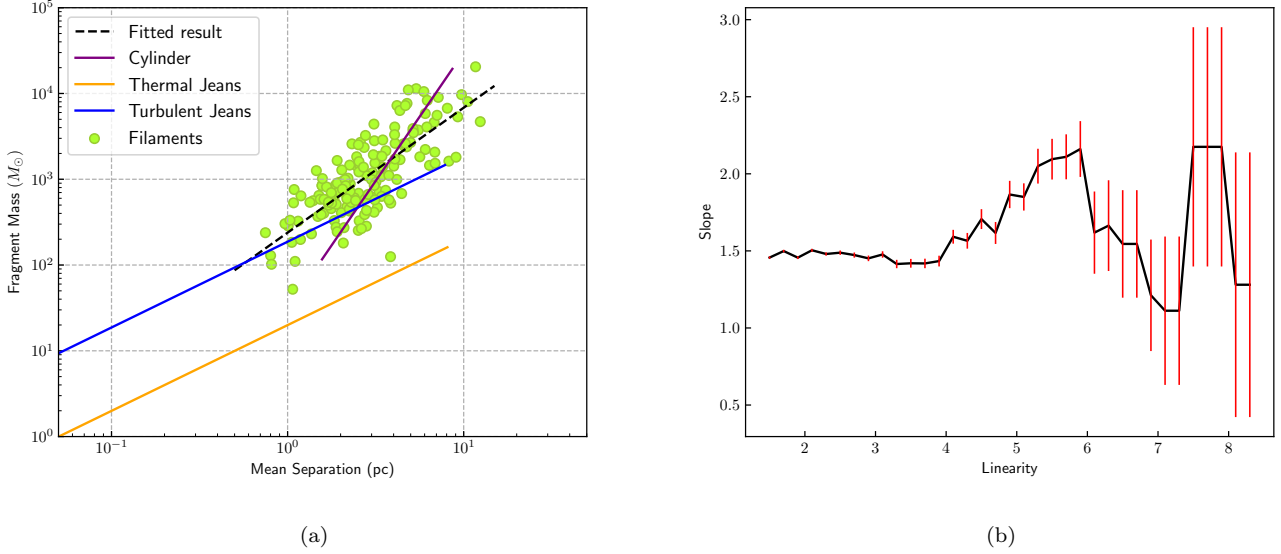 10^5
10^4
10^3
10^2
10^1
10^0
Fragment Mass (M_⊙)
Fitted result
Cylinder
Thermal Jeans
Turbulent Jeans
Filaments
10^−1
10^0
10^1
Mean Separation (pc)
(a)
3.0
2.5
2.0
1.5
1.0
0.5
Slope
2
3
4
5
6
7
8
Linearity
(b)